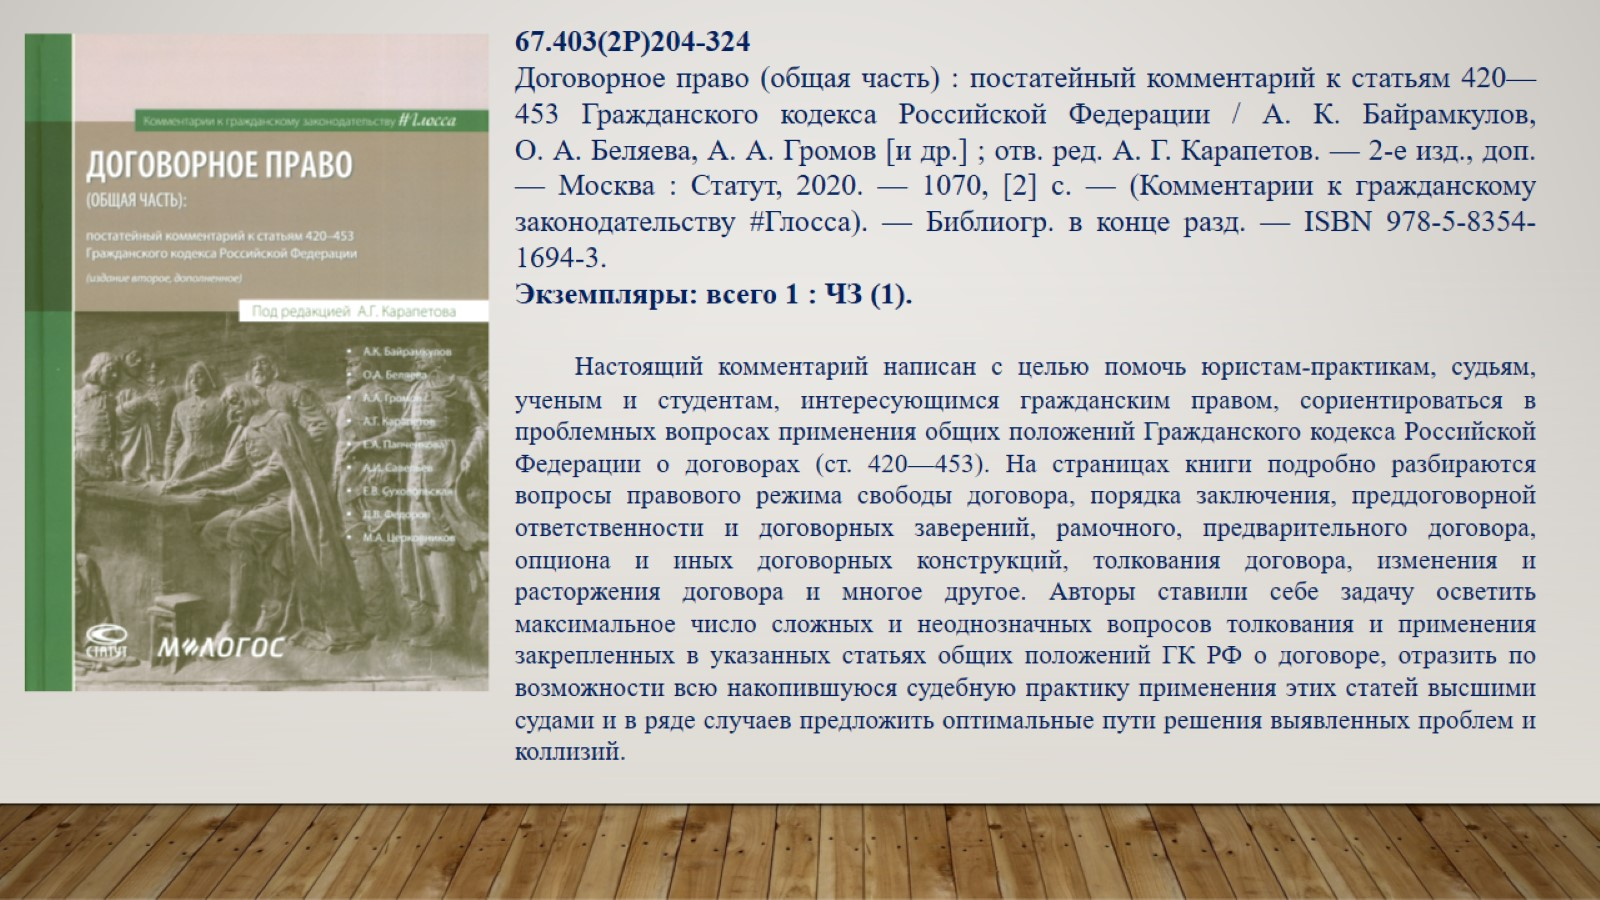 Комментарии к гражданскому законодательству #Глосса
ДОГОВОРНОЕ ПРАВО
(ОБЩАЯ ЧАСТЬ):
постатейный комментарий к статьям 420–453
Гражданского кодекса Российской Федерации
(издание второе, дополненное)
Под редакцией А.Г. Карапетова
• А.К. Байрамкулов
• О.А. Беляева
• А.А. Громов
• А.Г. Карапетов
• Е.А. Папченкова
• А.И. Савельев
• Е.В. Сухопольская
• Д.В. Федоров
• М.А. Церковников
СТАТУТ
М-ЛОГОС
67.403(2Р)204-324
Договорное право (общая часть) : постатейный комментарий к статьям 420—
453 Гражданского кодекса Российской Федерации / А. К. Байрамкулов,
О. А. Беляева, А. А. Громов [и др.] ; отв. ред. А. Г. Карапетов. — 2-е изд., доп.
— Москва : Статут, 2020. — 1070, [2] с. — (Комментарии к гражданскому
законодательству #Глосса). — Библиогр. в конце разд. — ISBN 978-5-8354-
1694-3.
Экземпляры: всего 1 : ЧЗ (1).
Настоящий комментарий написан с целью помочь юристам-практикам, судьям,
ученым и студентам, интересующимся гражданским правом, сориентироваться в
проблемных вопросах применения общих положений Гражданского кодекса Российской
Федерации о договорах (ст. 420—453). На страницах книги подробно разбираются
вопросы правового режима свободы договора, порядка заключения, преддоговорной
ответственности и договорных заверений, рамочного, предварительного договора,
опциона и иных договорных конструкций, толкования договора, изменения и
расторжения договора и многое другое. Авторы ставили себе задачу осветить
максимальное число сложных и неоднозначных вопросов толкования и применения
закрепленных в указанных статьях общих положений ГК РФ о договоре, отразить по
возможности всю накопившуюся судебную практику применения этих статей высшими
судами и в ряде случаев предложить оптимальные пути решения выявленных проблем и
коллизий.